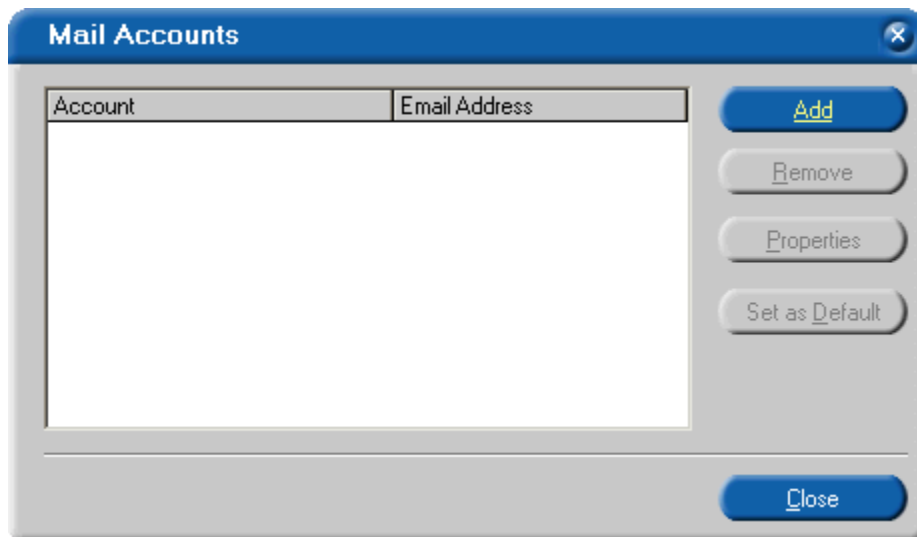 Mail Accounts
Account Email Address
Add
Remove
Properties
Set as Default
Close